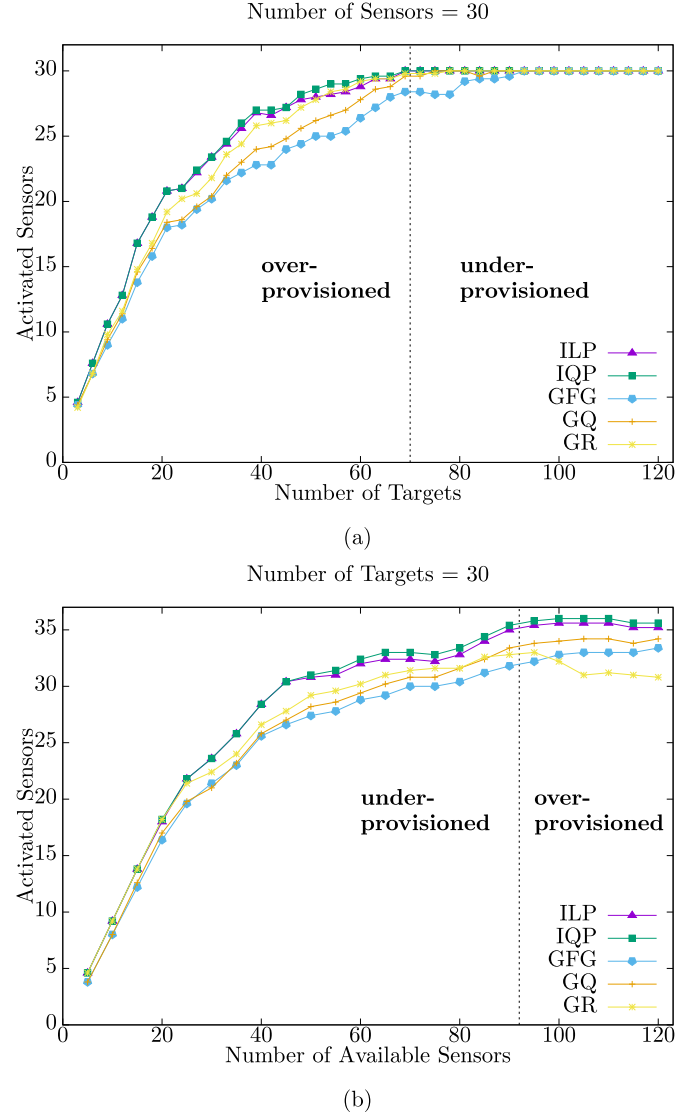 Number of Sensors = 30
30
25
20
15
10
5
0
Activated Sensors
over-
provisioned
under-
provisioned
ILP
IQP
GFG
GQ
GR
0 20 40 60 80 100 120
Number of Targets
(a)
Number of Targets = 30
35
30
25
20
15
10
5
0
Activated Sensors
under-
provisioned
over-
provisioned
ILP
IQP
GFG
GQ
GR
0 20 40 60 80 100 120
Number of Available Sensors
(b)